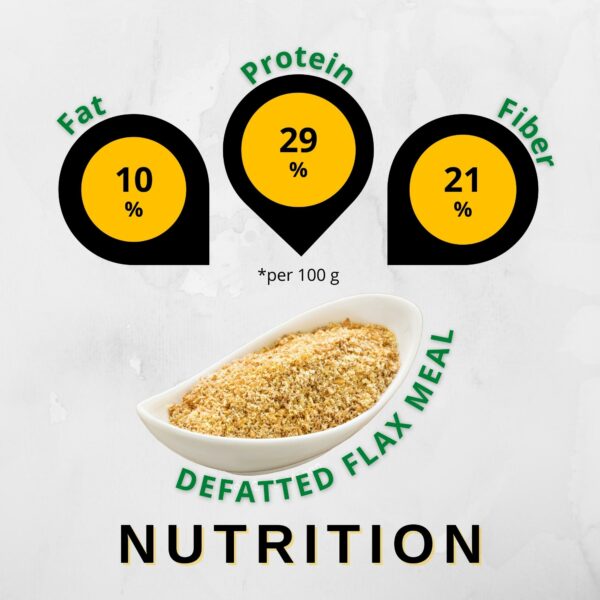 Fat
10
%
Protein
29
%
Fiber
21
%
*per 100 g
DEFATTED FLAX MEAL
NUTRITION